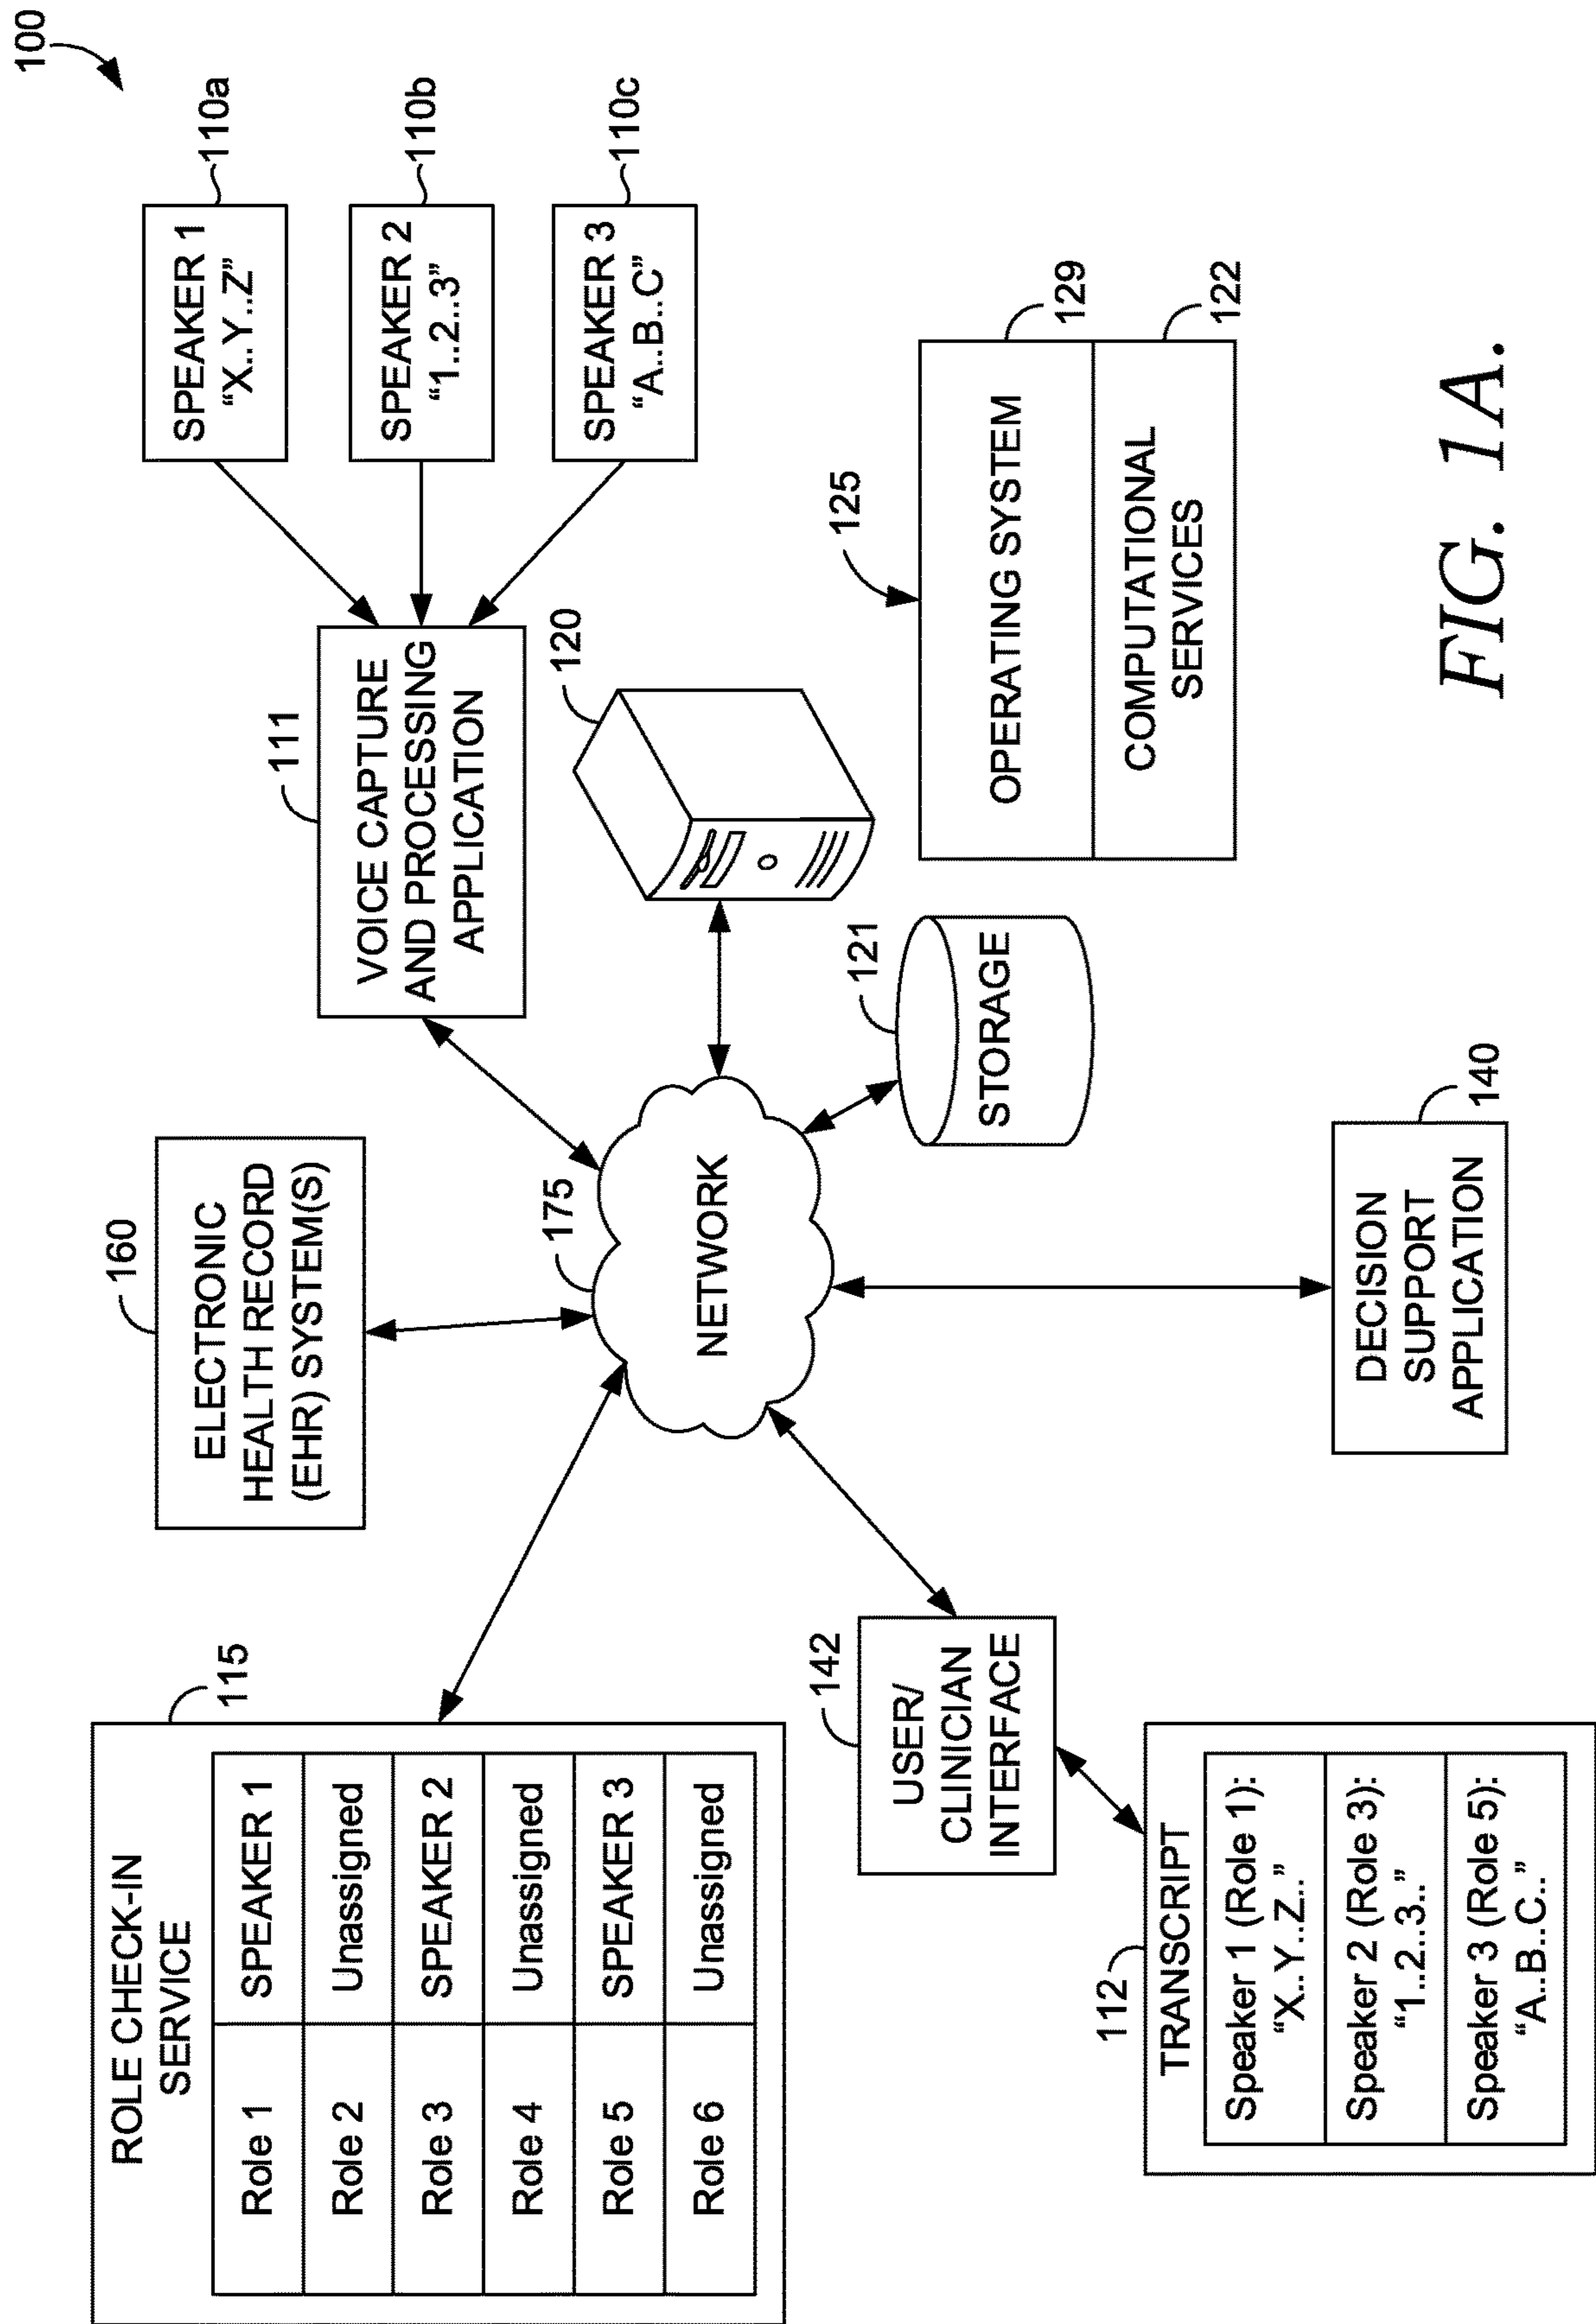 100
ROLE CHECK-IN
SERVICE
115
Role 1 SPEAKER 1
Role 2 Unassigned
Role 3 SPEAKER 2
Role 4 Unassigned
Role 5 SPEAKER 3
Role 6 Unassigned
160
ELECTRONIC
HEALTH RECORD
(EHR) SYSTEM(S)
111
VOICE CAPTURE
AND PROCESSING
APPLICATION
SPEAKER 1
“X..Y..Z”
110a
SPEAKER 2
“1..2..3”
110b
SPEAKER 3
“A..B..C”
110c
175
NETWORK
120
121
STORAGE
125
OPERATING SYSTEM
129
COMPUTATIONAL
SERVICES
122
142
USER/
CLINICIAN
INTERFACE
112
TRANSCRIPT
Speaker 1 (Role 1):
“X..Y..Z..”
Speaker 2 (Role 3):
“1..2..3..”
Speaker 3 (Role 5):
“A..B..C..”
140
DECISION
SUPPORT
APPLICATION
FIG. 1A.